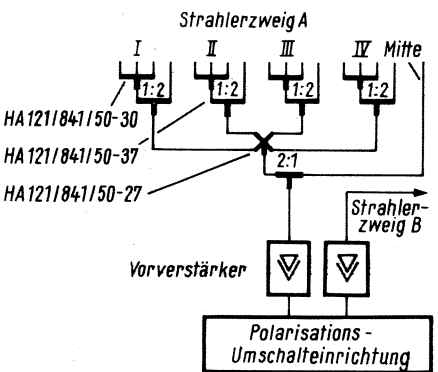 Strahlerzweig A
I II III IV Mitte
1:2 1:2 1:2 1:2
HA121/841/50-30
HA121/841/50-37
HA121/841/50-27
2:1
Strahler-
zweig B
Vorverstärker
Polarisations-
Umschalteinrichtung